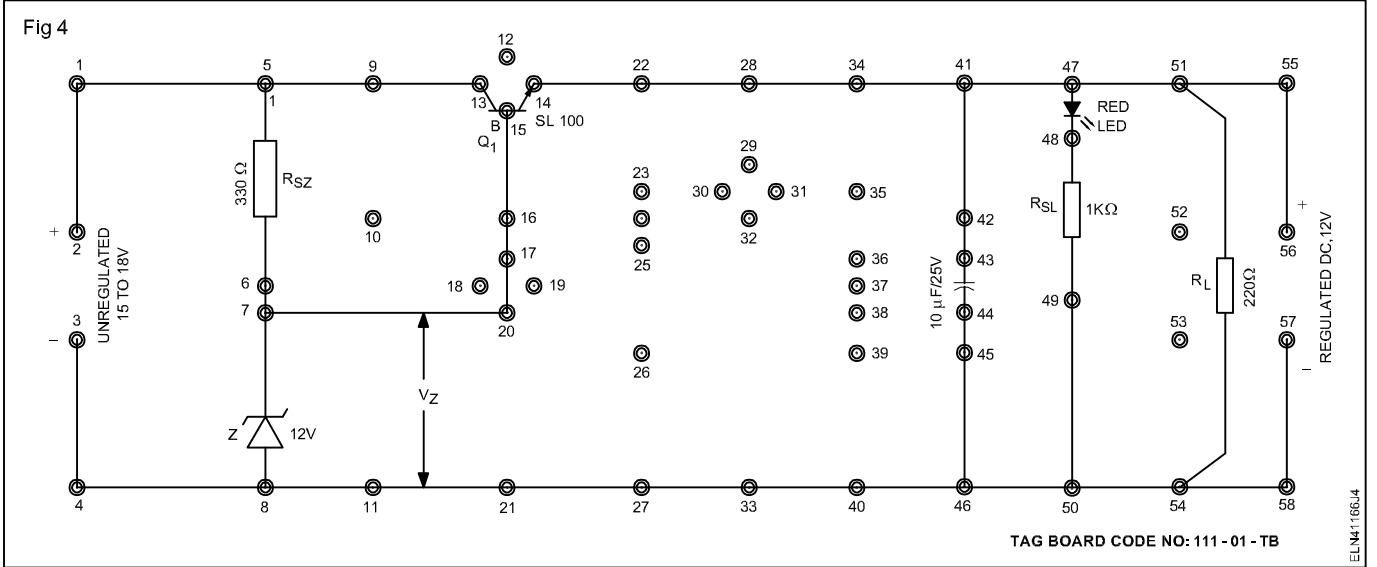 Fig 4
12
1 5 9 22 28 34 41 47 51 55
1
13 14
B 15 SL 100
Q1
RED
LED
48
29
330 Ω
RSZ
23
30 31
35
RSL 1KΩ
10
16
32
42
52
+
2
+
56
17
25
36
43
UNREGULATED
15 TO 18V
6
18 19
37
10 µF/25V
49
RL
220Ω
REGULATED DC,12V
7
20
38
44
3
–
53
57
–
26
39
45
VZ
Z 12V
4 8 11 21 27 33 40 46 50 54 58
TAG BOARD CODE NO: 111 - 01 - TB
ELN41166J4